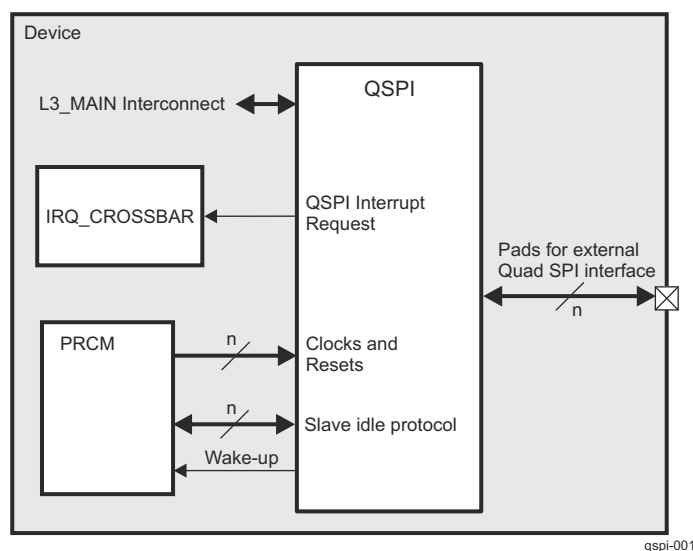 Device
QSPI
L3_MAIN Interconnect
IRQ_CROSSBAR
QSPI Interrupt
Request
Pads for external
Quad SPI interface
n
PRCM
n
Clocks and
Resets
n
Slave idle protocol
Wake-up
qspi-001